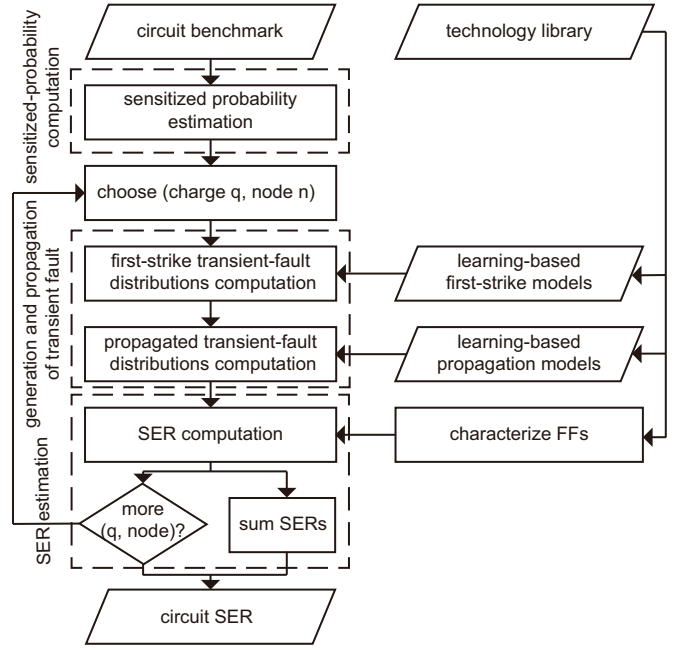 circuit benchmark
technology library
sensitized-probability
computation
sensitized probability
estimation
choose (charge q, node n)
generation and propagation
of transient fault
first-strike transient-fault
distributions computation
learning-based
first-strike models
propagated transient-fault
distributions computation
learning-based
propagation models
SER estimation
SER computation
characterize FFs
more
(q, node)?
sum SERs
circuit SER